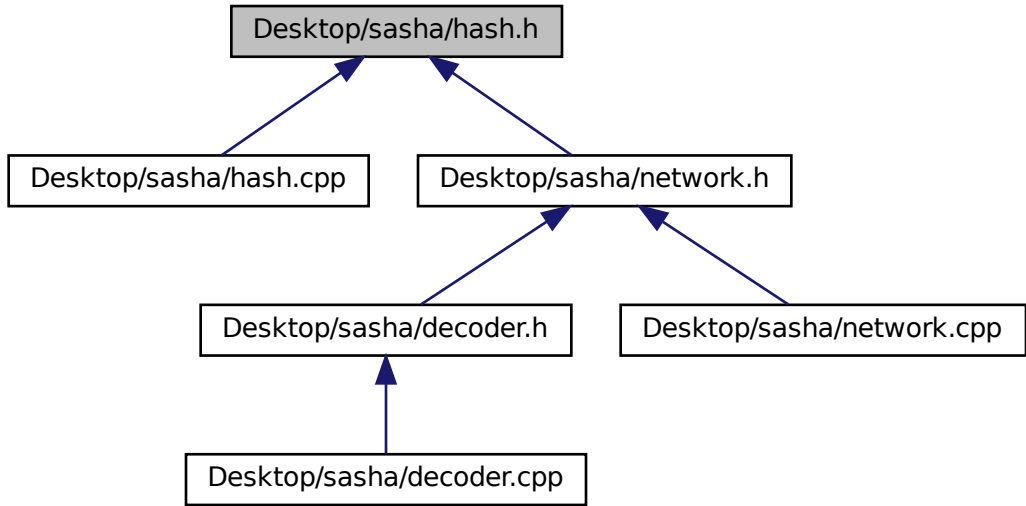 Desktop/sasha/hash.h
Desktop/sasha/hash.cpp
Desktop/sasha/network.h
Desktop/sasha/decoder.h
Desktop/sasha/network.cpp
Desktop/sasha/decoder.cpp